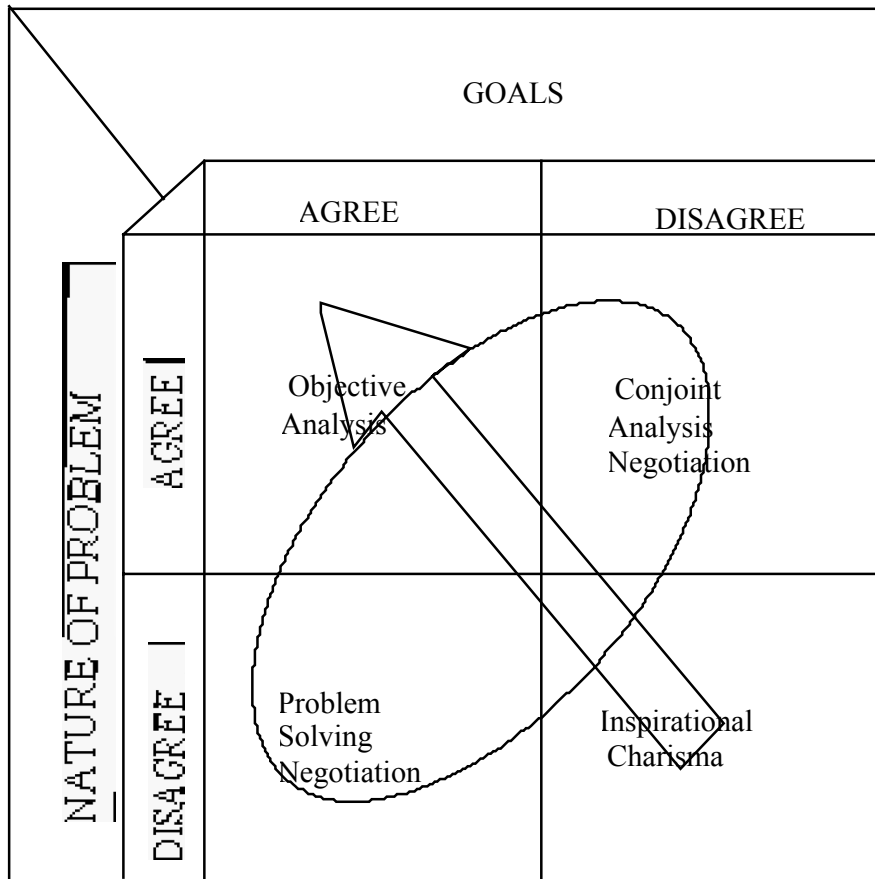 GOALS
AGREE
DISAGREE
NATURE OF PROBLEM
AGREE
Objective
Analysis
Conjoint
Analysis
Negotiation
DISAGREE
Problem
Solving
Negotiation
Inspirational
Charisma